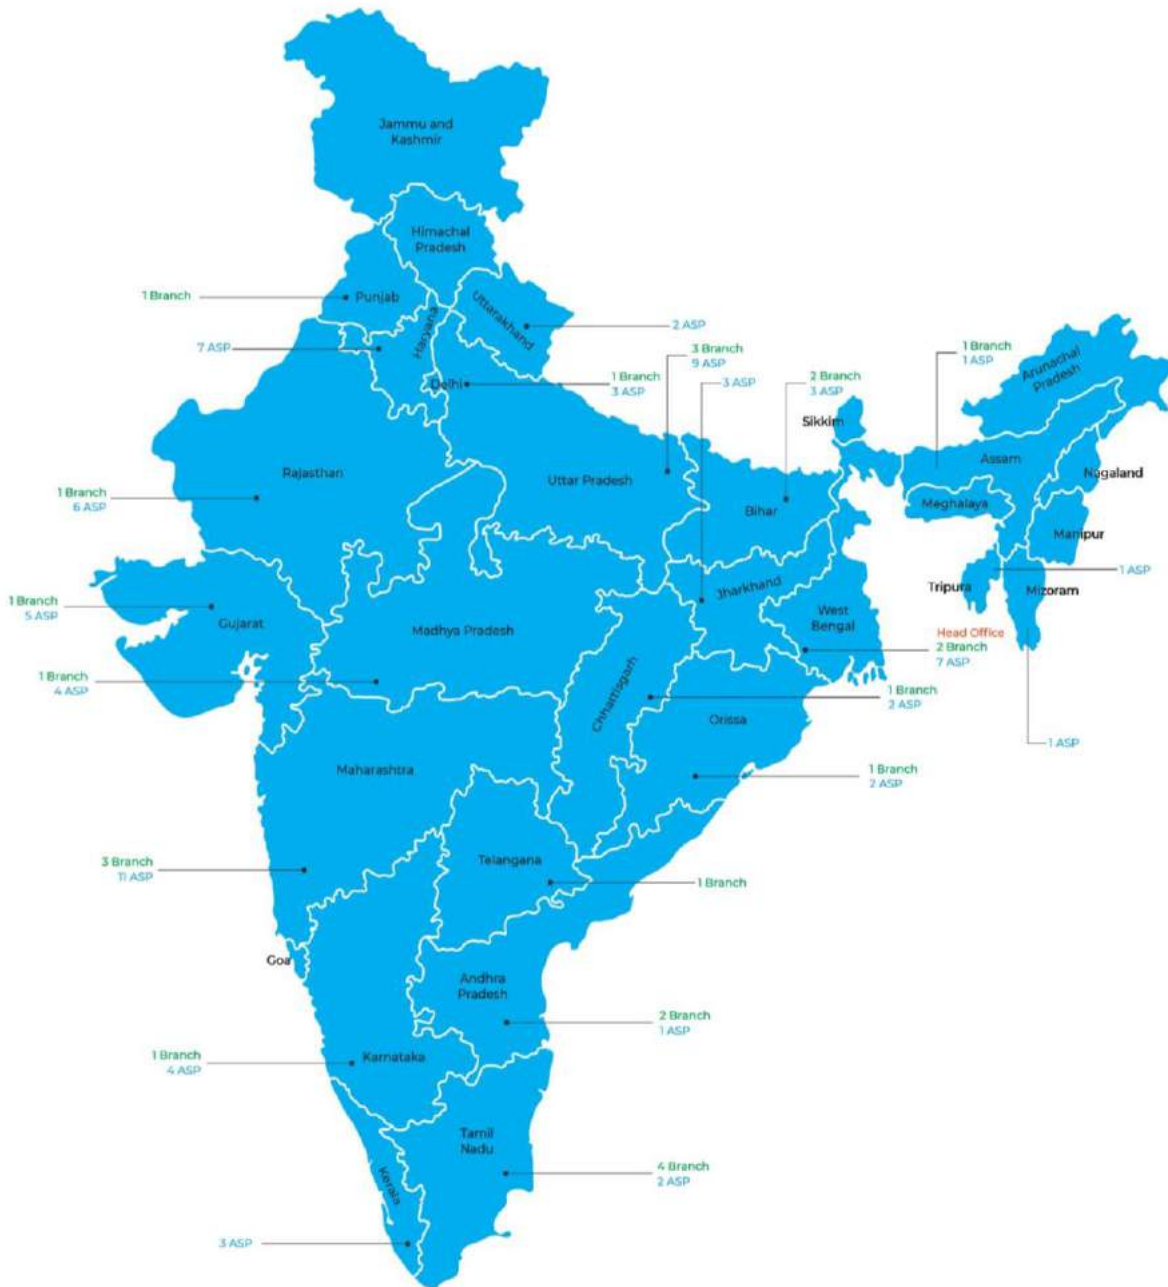 Jammu and
Kashmir
Himachal
Pradesh
1 Branch
Punjab
Uttarakhand
Haryana
2 ASP
7 ASP
3 Branch
9 ASP
1 Branch
1 ASP
Arunachal
Pradesh
Delhi
1 Branch
3 ASP
3 ASP
2 Branch
3 ASP
Sikkim
Assam
Nagaland
Rajasthan
Uttar Pradesh
1 Branch
6 ASP
Bihar
Meghalaya
Manipur
1 ASP
Jharkhand
Tripura
Mizoram
1 Branch
5 ASP
Gujarat
Madhya Pradesh
West
Bengal
Head Office
2 Branch
7 ASP
1 Branch
4 ASP
Chhattisgarh
1 Branch
2 ASP
Orissa
1 ASP
Maharashtra
1 Branch
2 ASP
3 Branch
11 ASP
Telangana
1 Branch
Goa
Andhra
Pradesh
2 Branch
1 ASP
1 Branch
4 ASP
Karnataka
Tamil
Nadu
4 Branch
2 ASP
Kerala
3 ASP